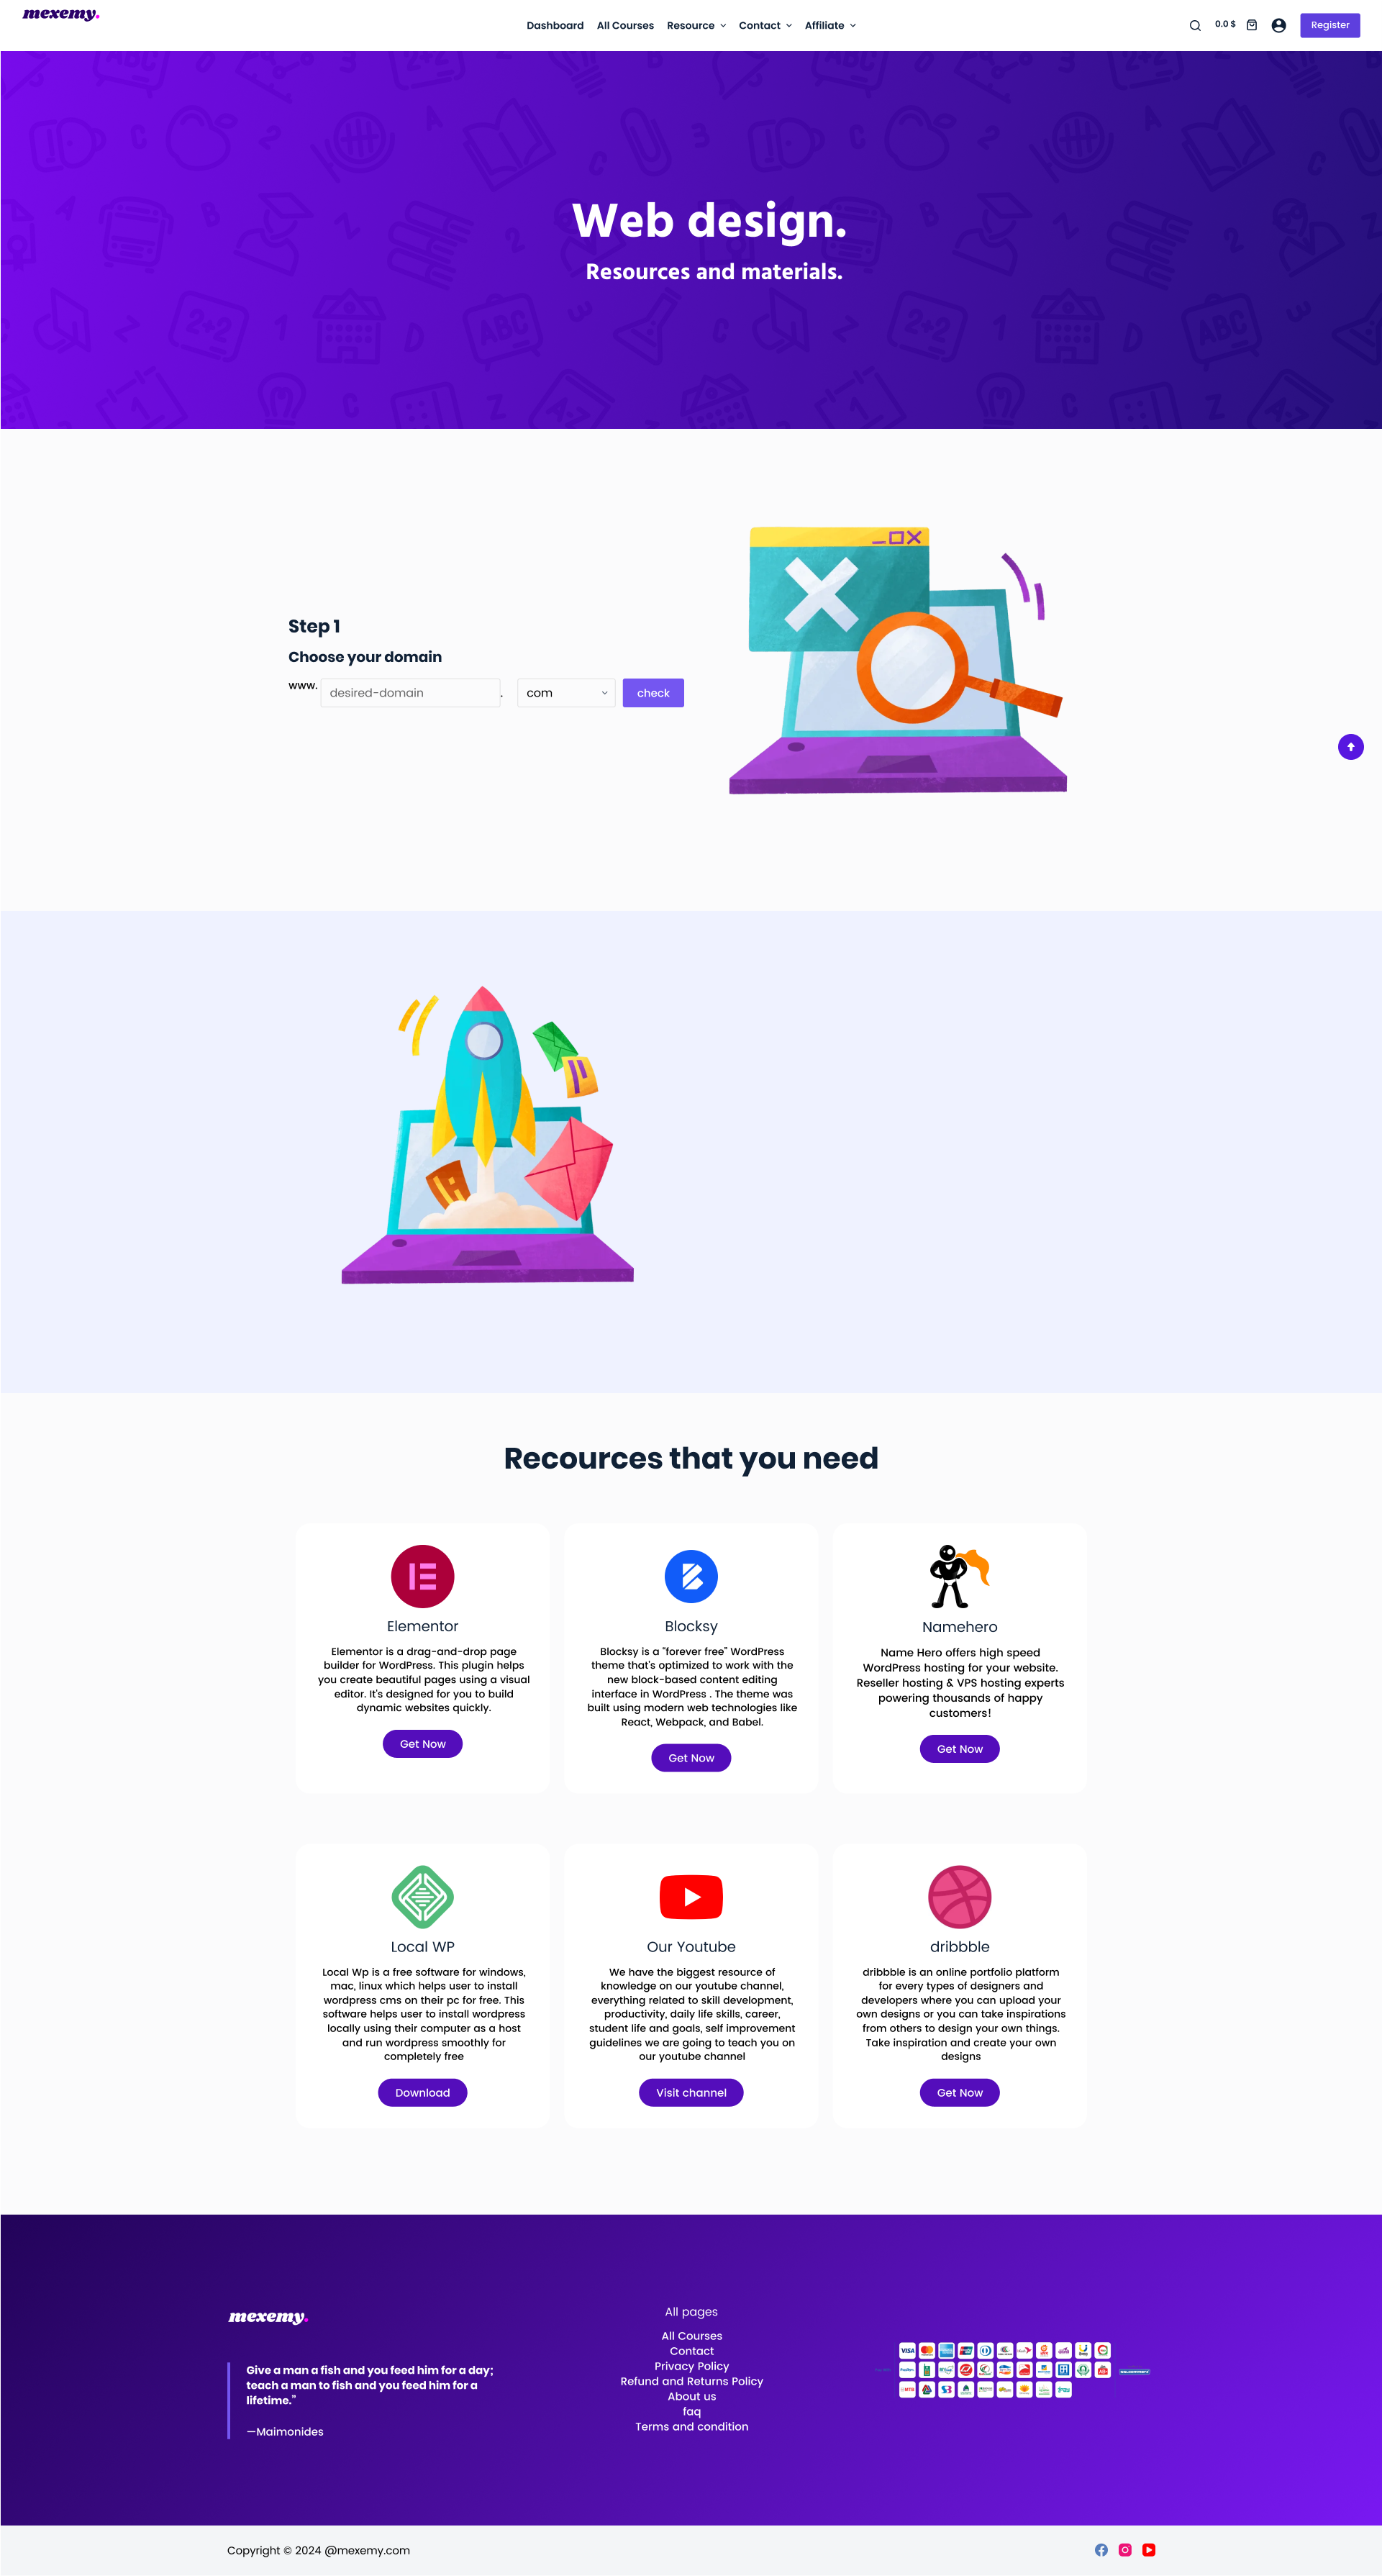 mexemy.
Dashboard All Courses Resource Contact Affiliate
0.0 $
Register
Web design.
Resources and materials.
Step 1
Choose your domain
www. desired-domain . com check
Recources that you need
Elementor
Elementor is a drag-and-drop page
builder for WordPress. This plugin helps
you create beautiful pages using a visual
editor. It's designed for you to build
dynamic websites quickly.
Get Now
Blocksy
Blocksy is a "forever free" WordPress
theme that's optimized to work with the
new block-based content editing
interface in WordPress . The theme was
built using modern web technologies like
React, Webpack, and Babel.
Get Now
Namehero
Name Hero offers high speed
WordPress hosting for your website.
Reseller hosting & VPS hosting experts
powering thousands of happy
customers!
Get Now
Local WP
Local Wp is a free software for windows,
mac, linux which helps user to install
wordpress cms on their pc for free. This
software helps user to install wordpress
locally using their computer as a host
and run wordpress smoothly for
completely free
Download
Our Youtube
We have the biggest resource of
knowledge on our youtube channel,
everything related to skill development,
productivity, daily life skills, career,
student life and goals, self improvement
guidelines we are going to teach you on
our youtube channel
Visit channel
dribbble
dribbble is an online portfolio platform
for every types of designers and
developers where you can upload your
own designs or you can take inspirations
from others to design your own things.
Take inspiration and create your own
designs
Get Now
mexemy.
Give a man a fish and you feed him for a day;
teach a man to fish and you feed him for a
lifetime.”
—Maimonides
All pages
All Courses
Contact
Privacy Policy
Refund and Returns Policy
About us
faq
Terms and condition
VISA
Copyright © 2024 @mexemy.com